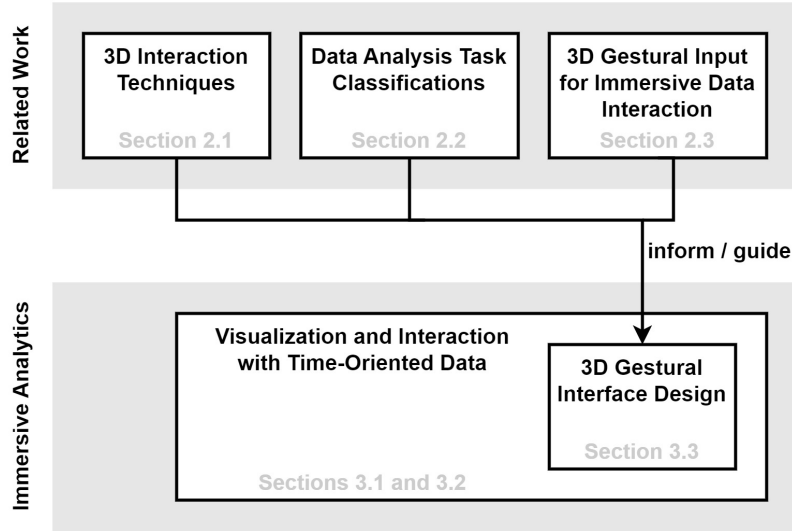 Related Work
3D Interaction
Techniques
Section 2.1
Data Analysis Task
Classifications
Section 2.2
3D Gestural Input
for Immersive Data
Interaction
Section 2.3
inform / guide
Immersive Analytics
Visualization and Interaction
with Time-Oriented Data
Sections 3.1 and 3.2
3D Gestural
Interface Design
Section 3.3